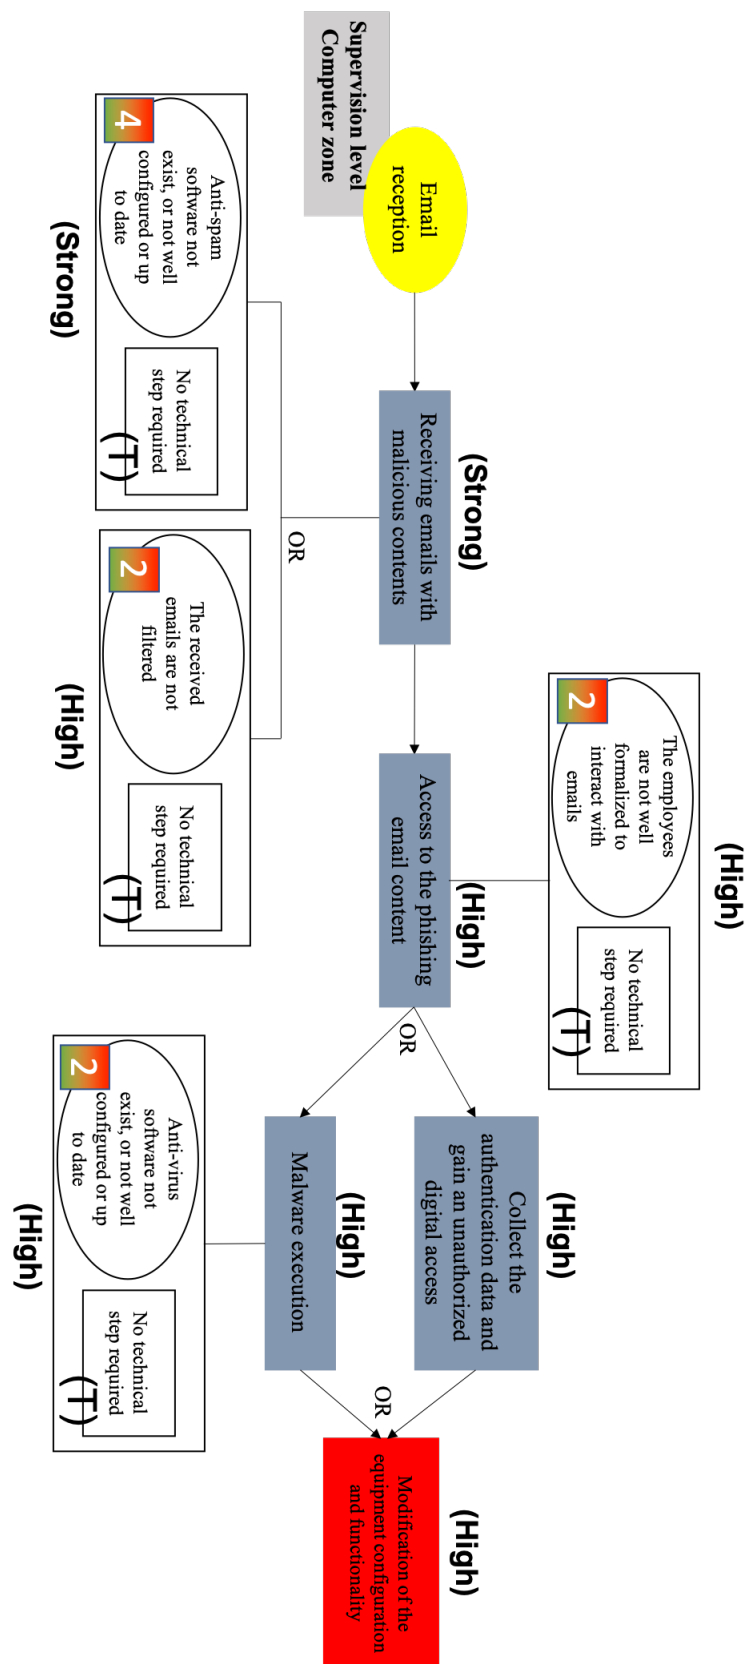 Supervision level
Computer zone
Email
reception
(Strong)
Receiving emails with
malicious contents
OR
4
Anti-spam
software not
exist, or not well
configured or up
to date
No technical
step required
(T)
(Strong)
2
The received
emails are not
filtered
No technical
step required
(T)
(High)
(High)
2
The employees
are not well
formalized to
interact with
emails
No technical
step required
(T)
(High)
Access to the phishing
email content
OR
(High)
Collect the
authentication data and
gain an unauthorized
digital access
(High)
Malware execution
2
Anti-virus
software not
exist, or not well
configured or up
to date
No technical
step required
(T)
(High)
OR
(High)
Modification of the
equipment configuration
and functionality